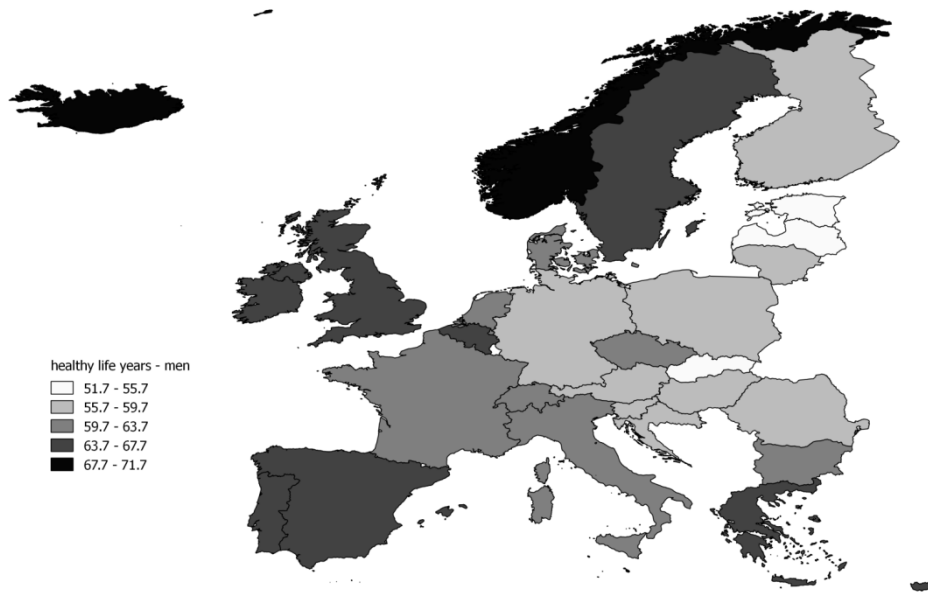 healthy life years - men
51.7 - 55.7
55.7 - 59.7
59.7 - 63.7
63.7 - 67.7
67.7 - 71.7